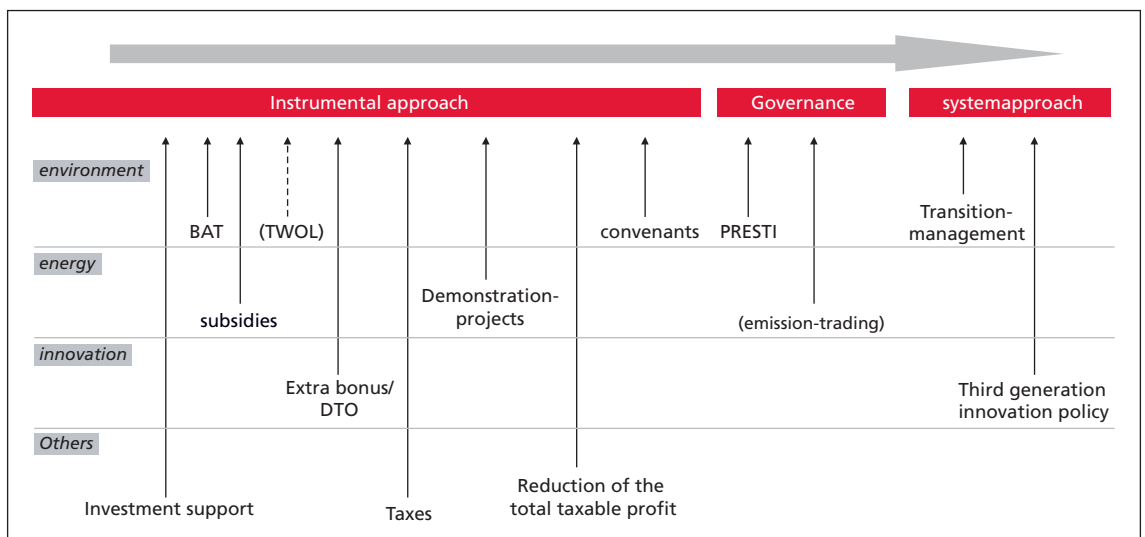 Instrumental approach
Governance
systemapproach
environment
BAT
(TWOL)
convenants
PRESTI
Transition-
management
energy
subsidies
Demonstration-
projects
(emission-trading)
innovation
Extra bonus/
DTO
Third generation
innovation policy
Others
Investment support
Taxes
Reduction of the
total taxable profit